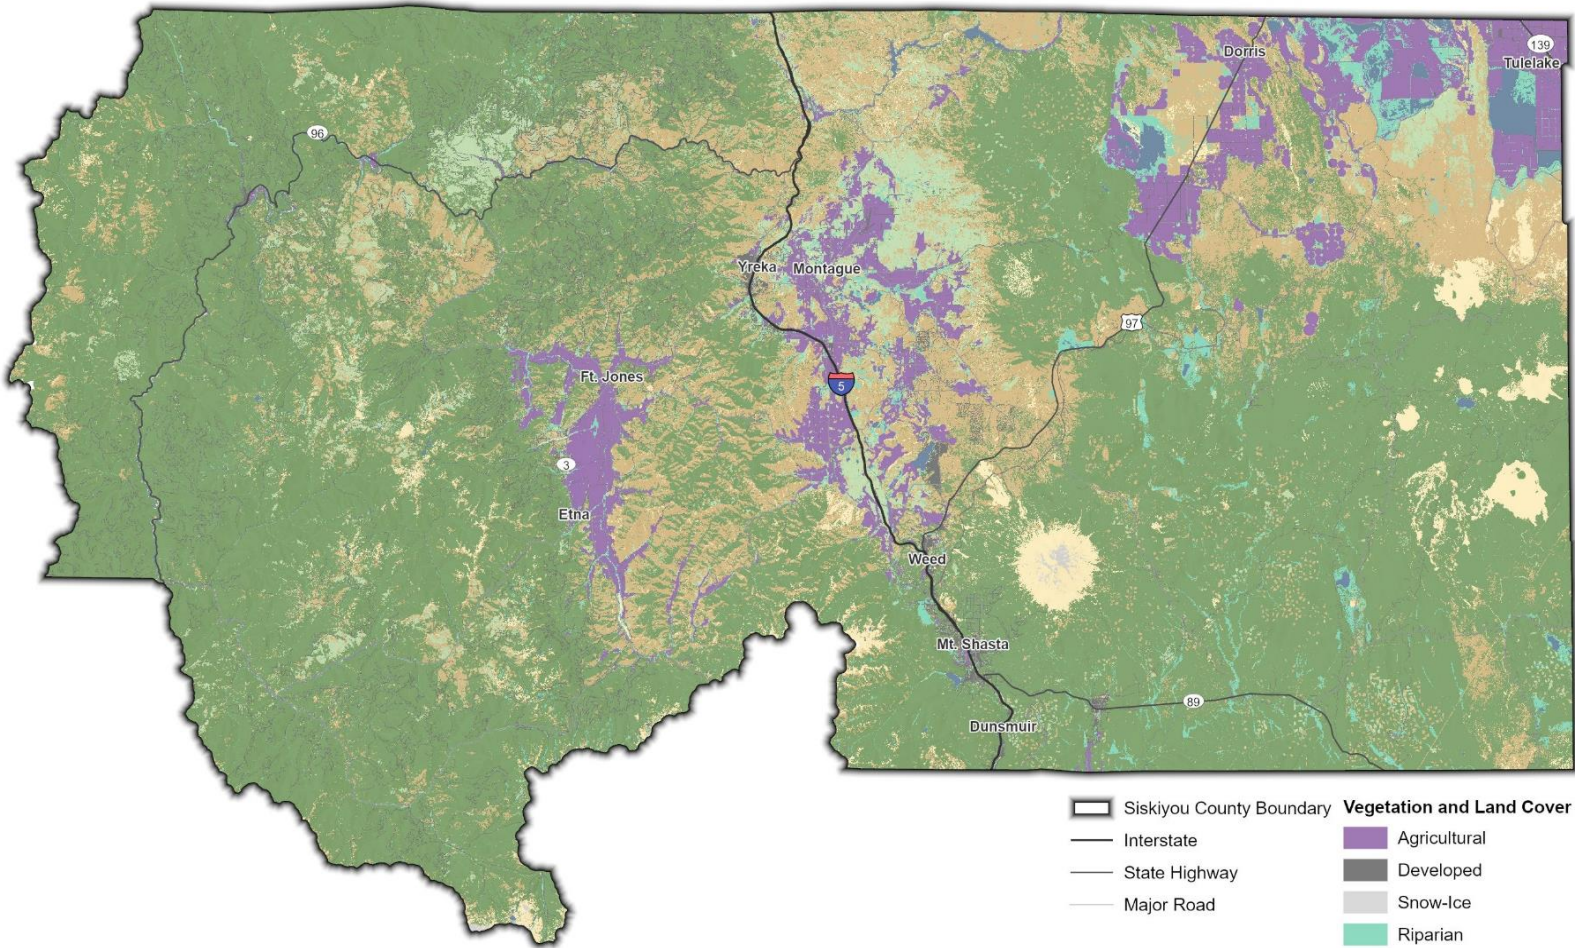 Dorris
139
Tulelake
96
Yreka
Montague
97
Ft. Jones
5
3
Etna
Weed
Mt. Shasta
89
Dunsmuir
Siskiyou County Boundary
Interstate
State Highway
Major Road
Vegetation and Land Cover
Agricultural
Developed
Snow-Ice
Riparian